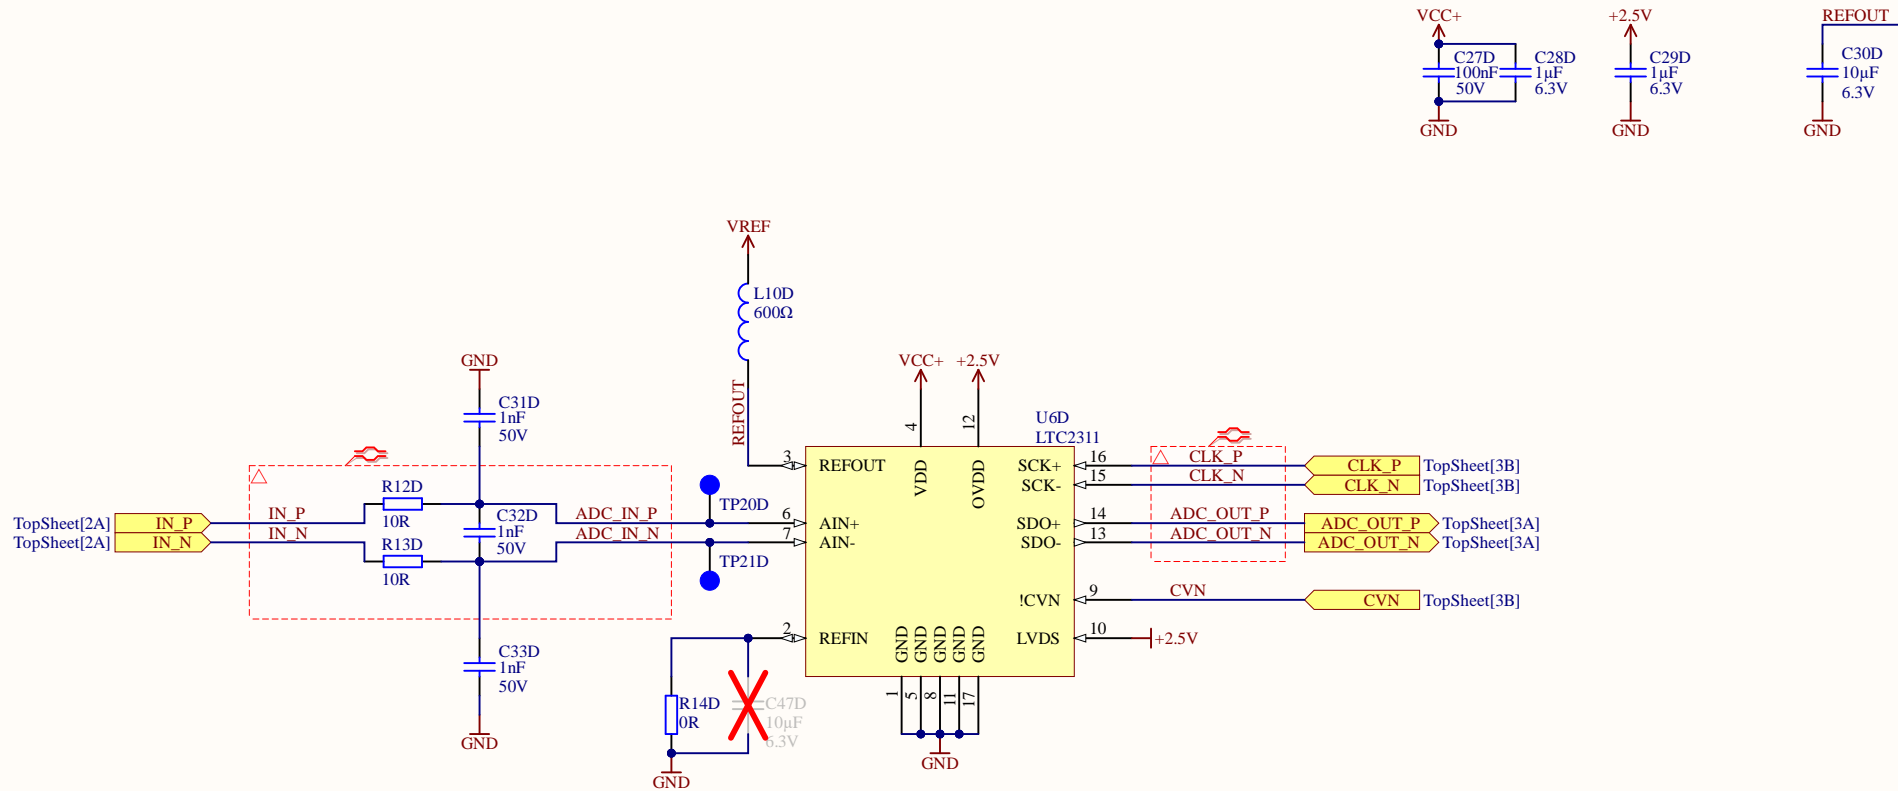 VCC+
C27D
100nF
50V
GND
C28D
1µF
6.3V
+2.5V
C29D
1µF
6.3V
GND
REFOUT
C30D
10µF
6.3V
GND
VREF
L10D
600Ω
REFOUT
GND
C31D
1nF
50V
TopSheet[2A] IN_P
TopSheet[2A] IN_N
IN_P
IN_N
R12D
10R
R13D
10R
C32D
1nF
50V
ADC_IN_P
ADC_IN_N
TP20D
TP21D
C33D
1nF
50V
GND
R14D
0R
C47D
10µF
6.3V
GND
VCC+ +2.5V
4
12
U6D
LTC2311
3 REFOUT
6 AIN+
7 AIN-
2 REFIN
VDD
OVDD
SCK+ 16
SCK- 15
SDO+ 14
SDO- 13
!CVN 9
LVDS 10
GND
GND
GND
GND
GND
1
5
8
11
17
GND
CLK_P
CLK_N
ADC_OUT_P
ADC_OUT_N
CVN
+2.5V
CLK_P TopSheet[3B]
CLK_N TopSheet[3B]
ADC_OUT_P TopSheet[3A]
ADC_OUT_N TopSheet[3A]
CVN TopSheet[3B]